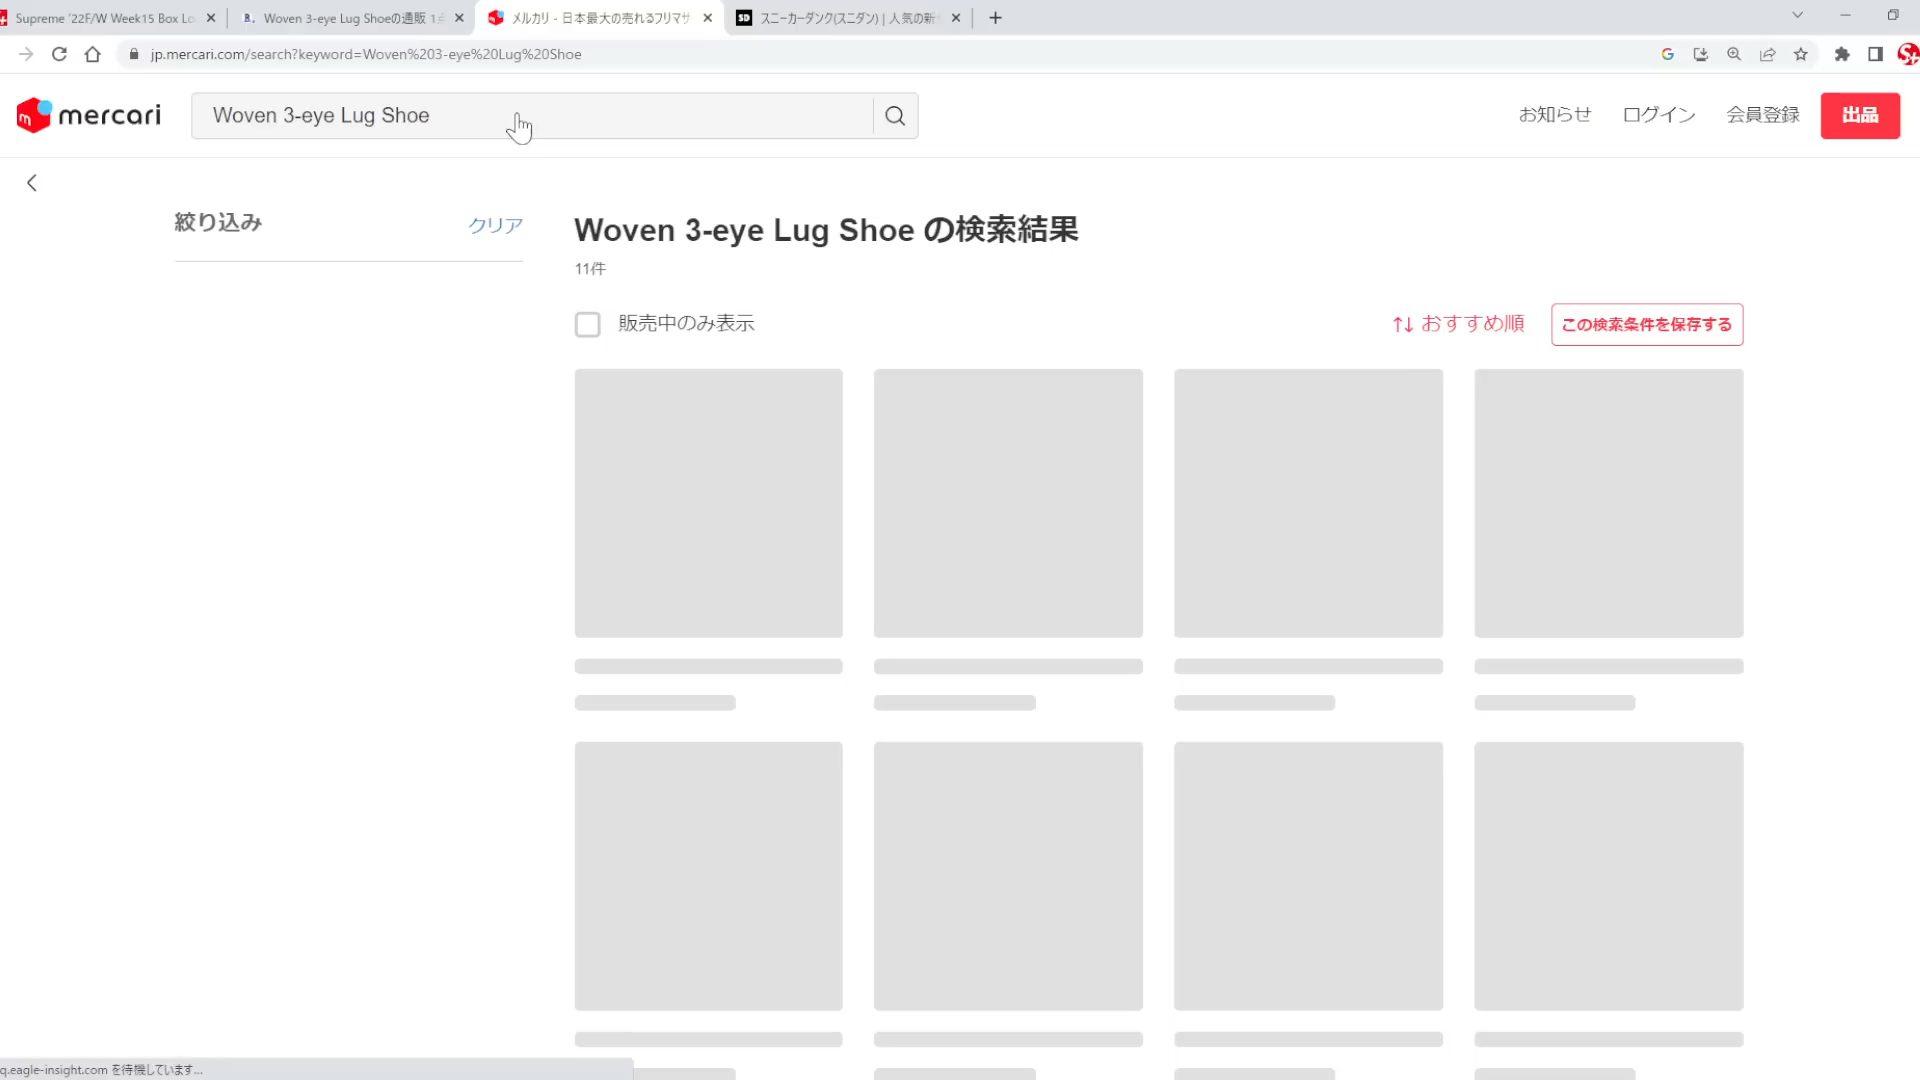 Supreme '22F/W Week15 Box Lo
B. Woven 3-eye Lug Shoeの通販 1点
メルカリ - 日本最大の売れるフリマサ
SD スニーカーダンク(スニダン) | 人気の新
jp.mercari.com/search?keyword=Woven%203-eye%20Lug%20Shoe
mercari
Woven 3-eye Lug Shoe
お知らせ
ログイン
会員登録
出品
絞り込み
クリア
Woven 3-eye Lug Shoe の検索結果
11件
販売中のみ表示
おすすめ順
この検索条件を保存する
q.eagle-insight.com を待機しています...